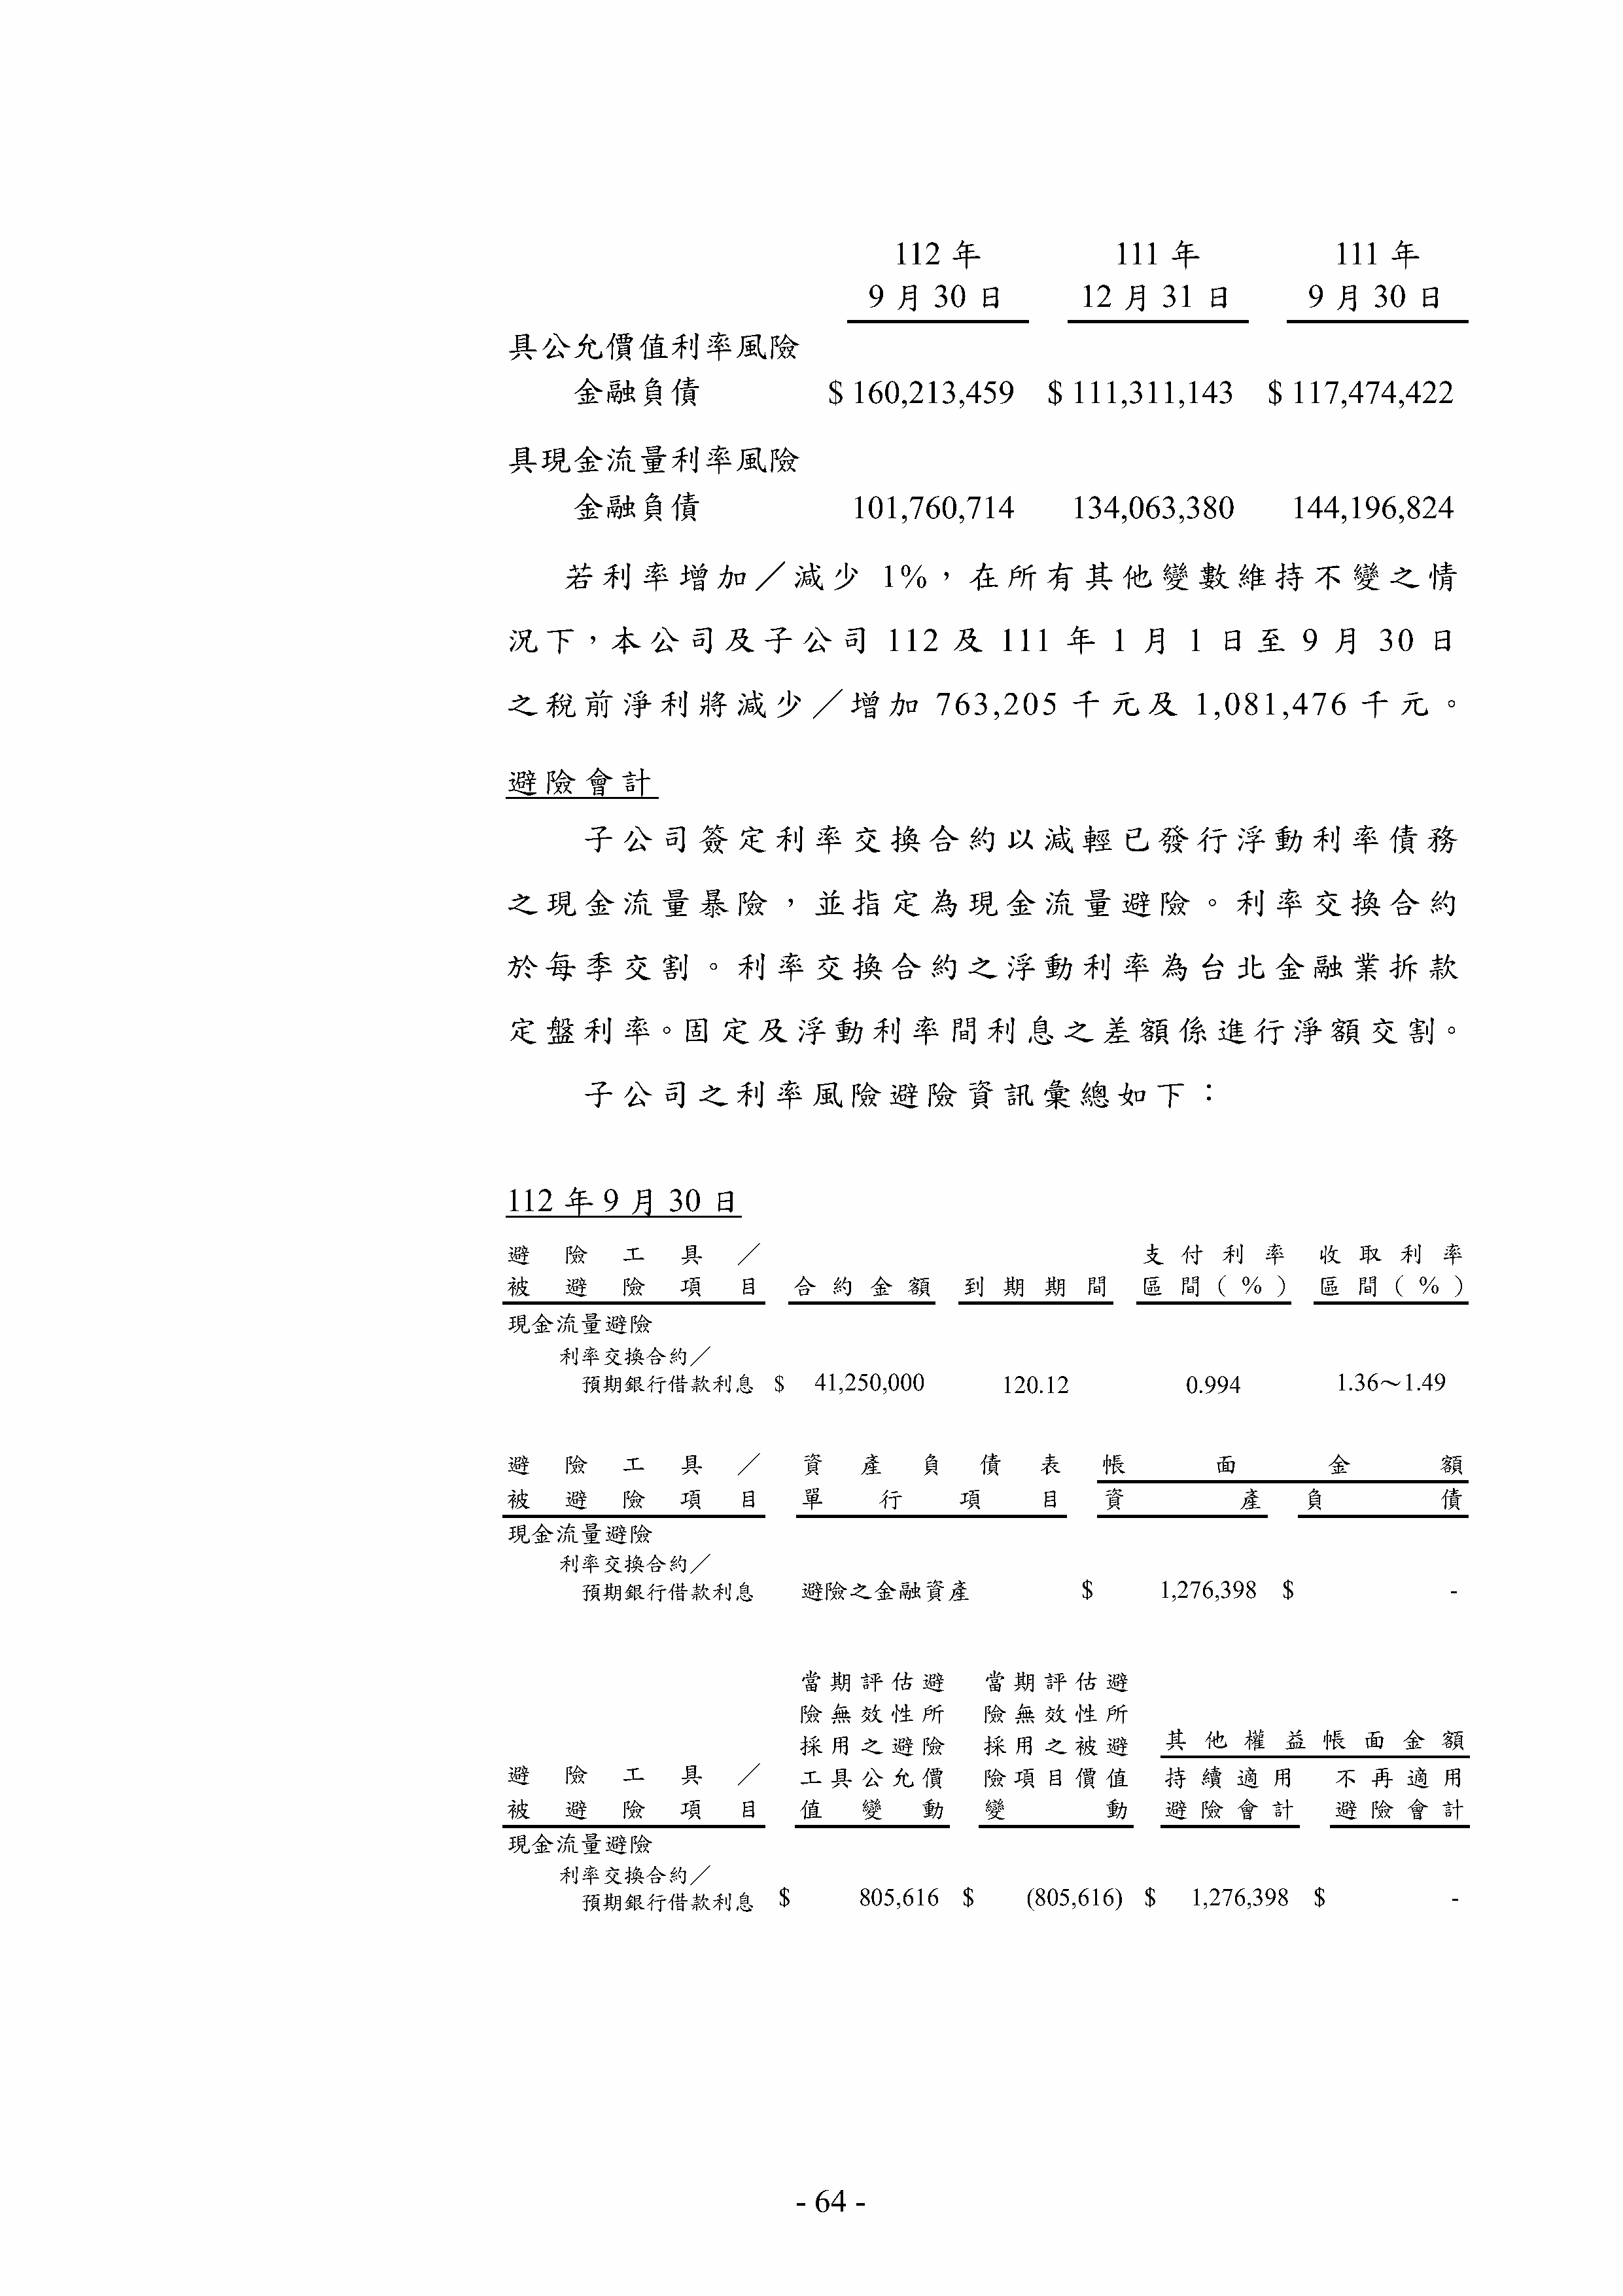 112 年 111 年 111 年
9 月 30 日 12 月 31 日 9 月 30 日
具公允價值利率風險
金融負債 $ 160,213,459 $ 111,311,143 $ 117,474,422
具現金流量利率風險
金融負債 101,760,714 134,063,380 144,196,824
若利率增加／減少 1%，在所有其他變數維持不變之情
況下，本公司及子公司 112 及 111 年 1 月 1 日至 9 月 30 日
之稅前淨利將減少／增加 763,205 千元及 1,081,476 千元。
避險會計
子公司簽定利率交換合約以減輕已發行浮動利率債務
之現金流量暴險，並指定為現金流量避險。利率交換合約
於每季交割。利率交換合約之浮動利率為台北金融業拆款
定盤利率。固定及浮動利率間利息之差額係進行淨額交割。
子公司之利率風險避險資訊彙總如下：
112 年 9 月 30 日
避險工具／ 支付利率 收取利率
被避險項目 合約金額 到期期間 區間(%) 區間(%)
現金流量避險
利率交換合約／
預期銀行借款利息 $ 41,250,000 120.12 0.994 1.36～1.49
避險工具／ 資產負債表 帳面金額
被避險項目 單行項目 資產 負債
現金流量避險
利率交換合約／
預期銀行借款利息 避險之金融資產 $ 1,276,398 $ -
當期評估避 當期評估避
險無效性所 險無效性所
採用之避險 採用之被避 其他權益帳面金額
避險工具／ 工具公允價 險項目價值 持續適用 不再適用
被避險項目 值變動 變動 避險會計 避險會計
現金流量避險
利率交換合約／
預期銀行借款利息 $ 805,616 $ (805,616) $ 1,276,398 $ -
- 64 -